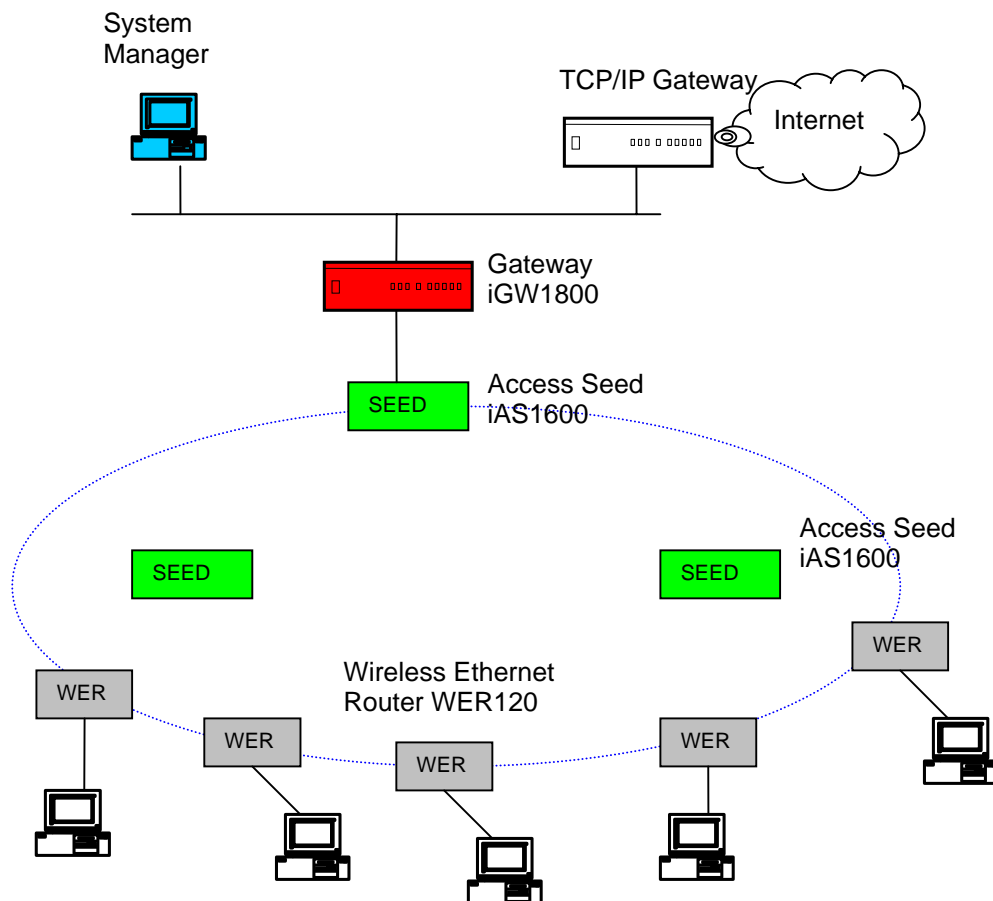 System
Manager
TCP/IP Gateway
Internet
Gateway
iGW1800
Access Seed
iAS1600
SEED
Access Seed
iAS1600
SEED
SEED
WER
Wireless Ethernet
Router WER120
WER
WER
WER
WER